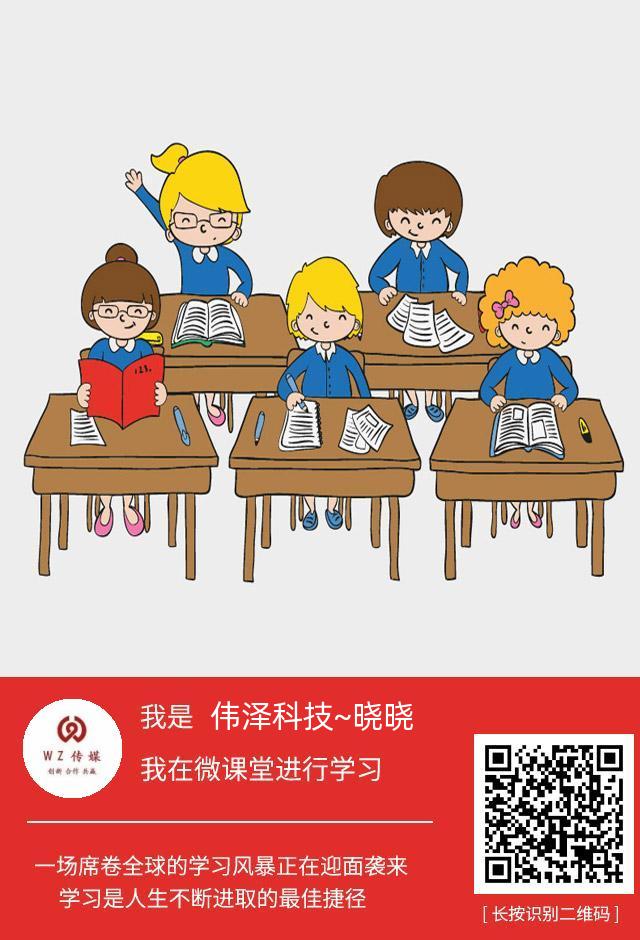 123.
我是 伟泽科技~晓晓
我在微课堂进行学习
WZ传媒
创新 合作 共赢
一场席卷全球的学习风暴正在迎面袭来
学习是人生不断进取的最佳捷径
[ 长按识别二维码 ]